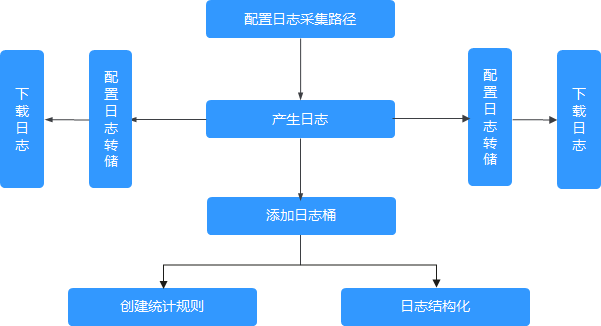 配置日志采集路径
下载日志
配置日志转储
产生日志
配置日志转储
下载日志
添加日志桶
创建统计规则
日志结构化